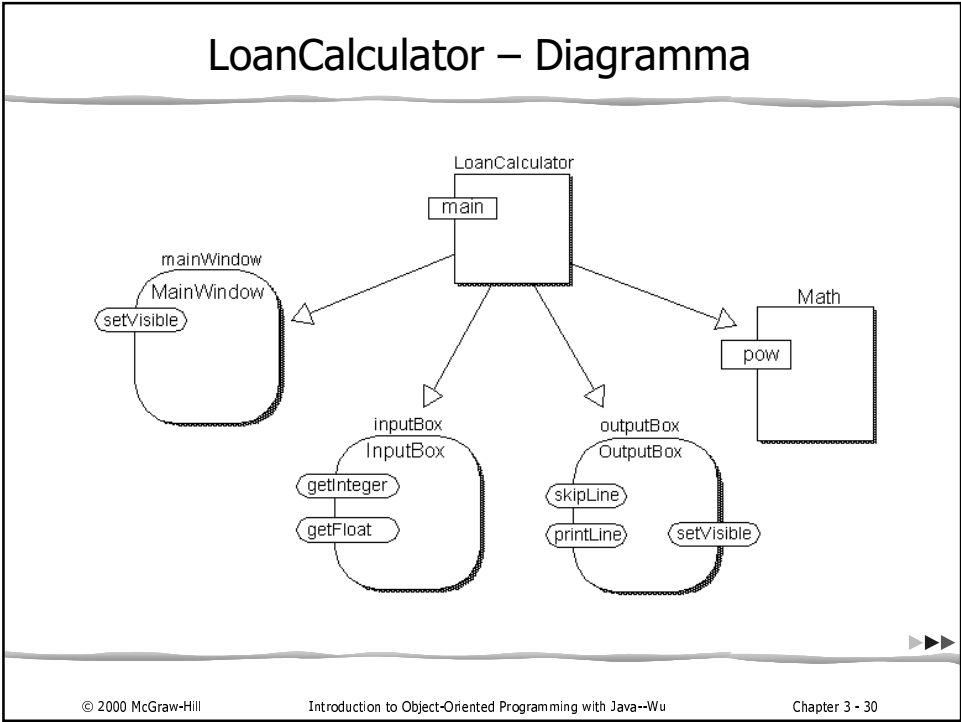 LoanCalculator – Diagramma
LoanCalculator
main
mainWindow
MainWindow
setVisible
Math
pow
inputBox
InputBox
getInteger
getFloat
outputBox
OutputBox
skipLine
printLine
setVisible
© 2000 McGraw-Hill
Introduction to Object-Oriented Programming with Java--Wu
Chapter 3 - 30